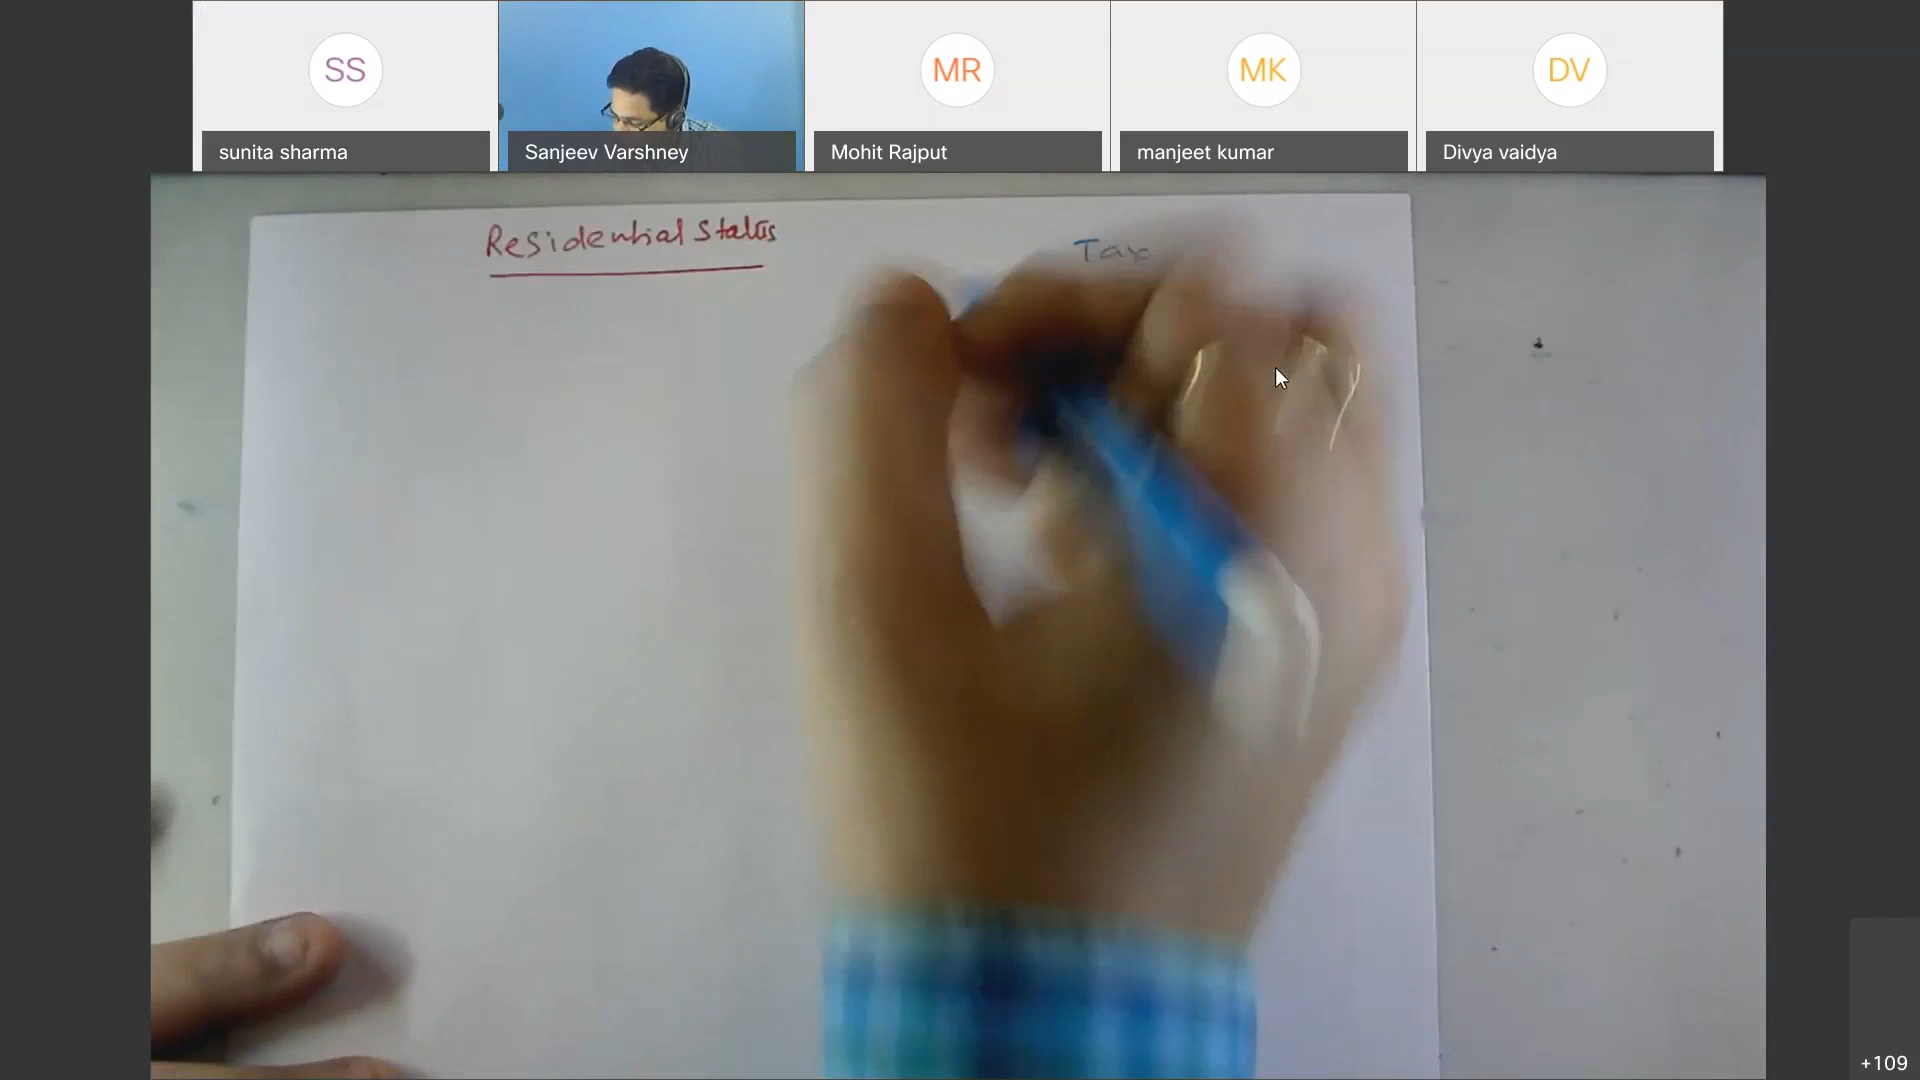 SS
MR
MK
DV
sunita sharma
Sanjeev Varshney
Mohit Rajput
manjeet kumar
Divya vaidya
Residential Status
Tax
+109